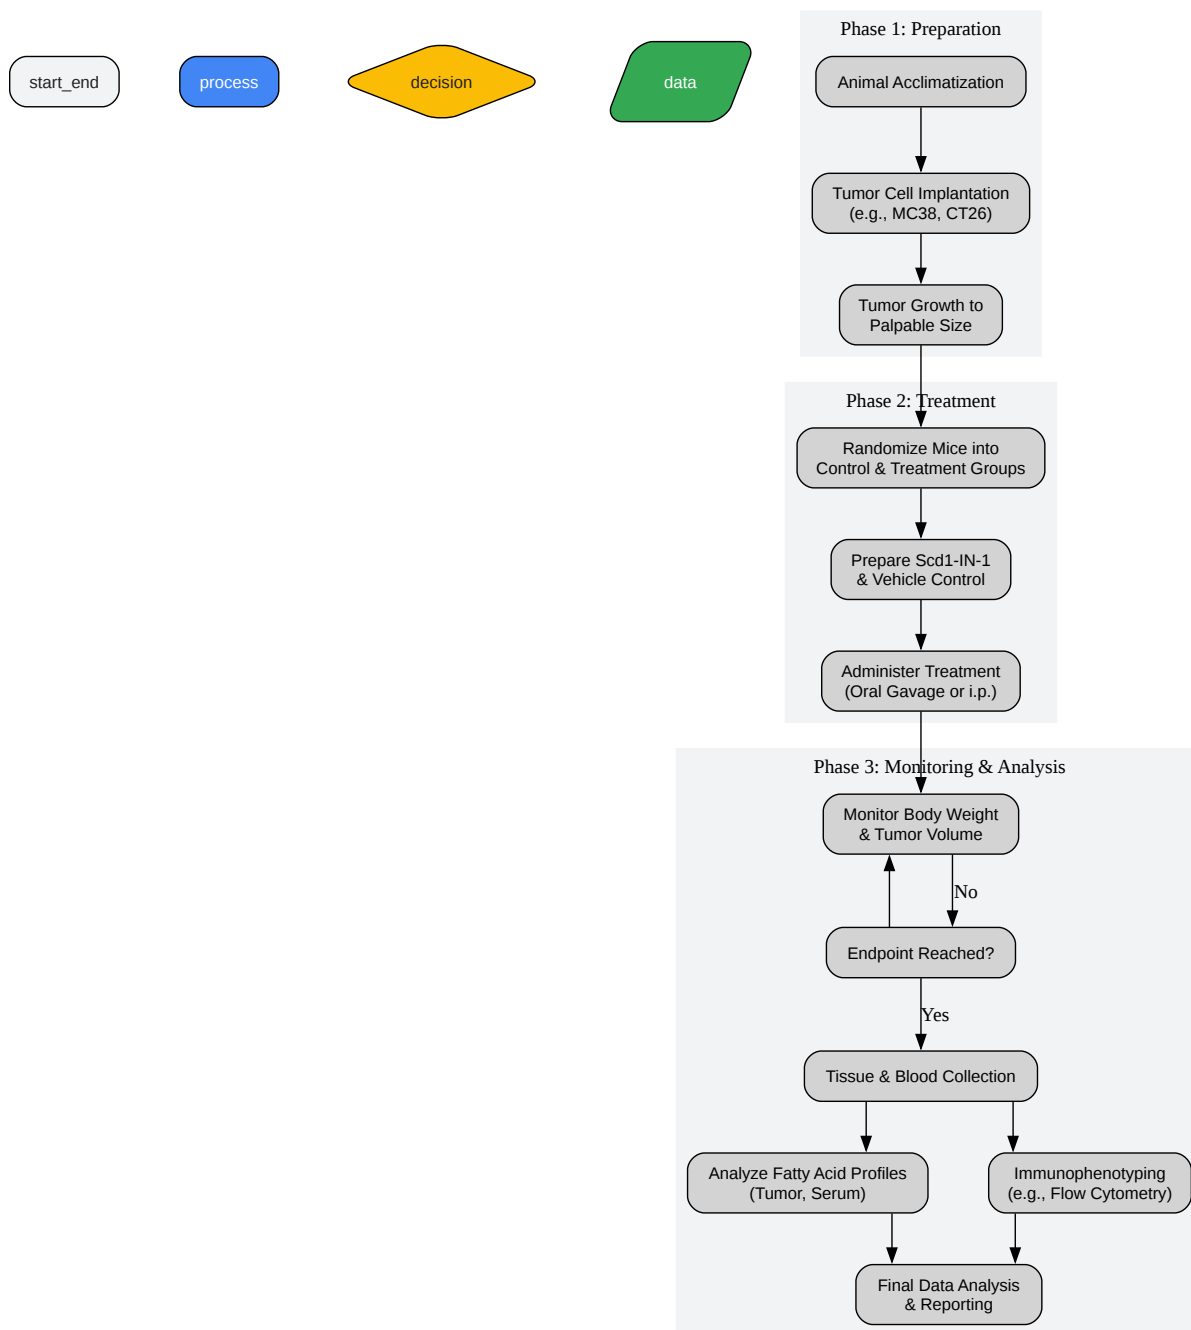 start_end
process
decision
data
Phase 1: Preparation
Animal Acclimatization
Tumor Cell Implantation
(e.g., MC38, CT26)
Tumor Growth to
Palpable Size
Phase 2: Treatment
Randomize Mice into
Control & Treatment Groups
Prepare Scd1-IN-1
& Vehicle Control
Administer Treatment
(Oral Gavage or i.p.)
Phase 3: Monitoring & Analysis
Monitor Body Weight
& Tumor Volume
No
Endpoint Reached?
Yes
Tissue & Blood Collection
Analyze Fatty Acid Profiles
(Tumor, Serum)
Immunophenotyping
(e.g., Flow Cytometry)
Final Data Analysis
& Reporting